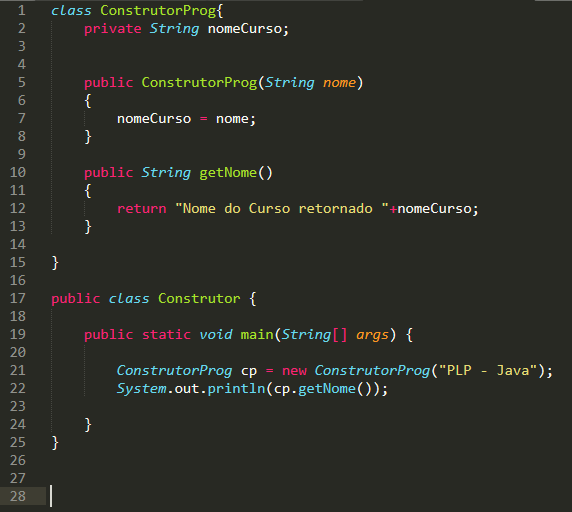 1 class ConstrutorProg{
2     private String nomeCurso;
3
4
5     public ConstrutorProg(String nome)
6     {
7         nomeCurso = nome;
8     }
9
10     public String getNome()
11     {
12         return "Nome do Curso retornado "+nomeCurso;
13     }
14
15 }
16
17 public class Construtor {
18
19     public static void main(String[] args) {
20
21         ConstrutorProg cp = new ConstrutorProg("PLP - Java");
22         System.out.println(cp.getNome());
23
24     }
25 }
26
27
28